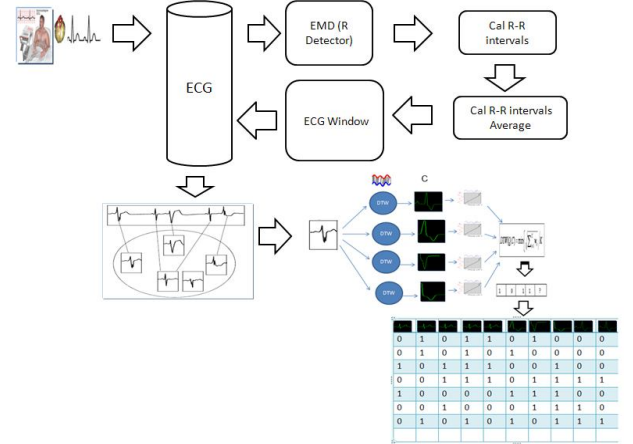 EMD (R
Detector)
Cal R-R
intervals
ECG
ECG Window
Cal R-R intervals
Average
C
DTW
DTW
DTW
DTW
0 1 0 1 1 0 1 0 0 0
0 1 0 1 0 1 0 0 0 0
1 0 1 1 1 0 0 1 0 0
0 0 1 1 1 0 1 1 1 1
1 0 0 0 0 1 1 1 0 0
0 0 1 0 0 0 1 1 1 0
0 1 0 1 0 1 0 1 1 1